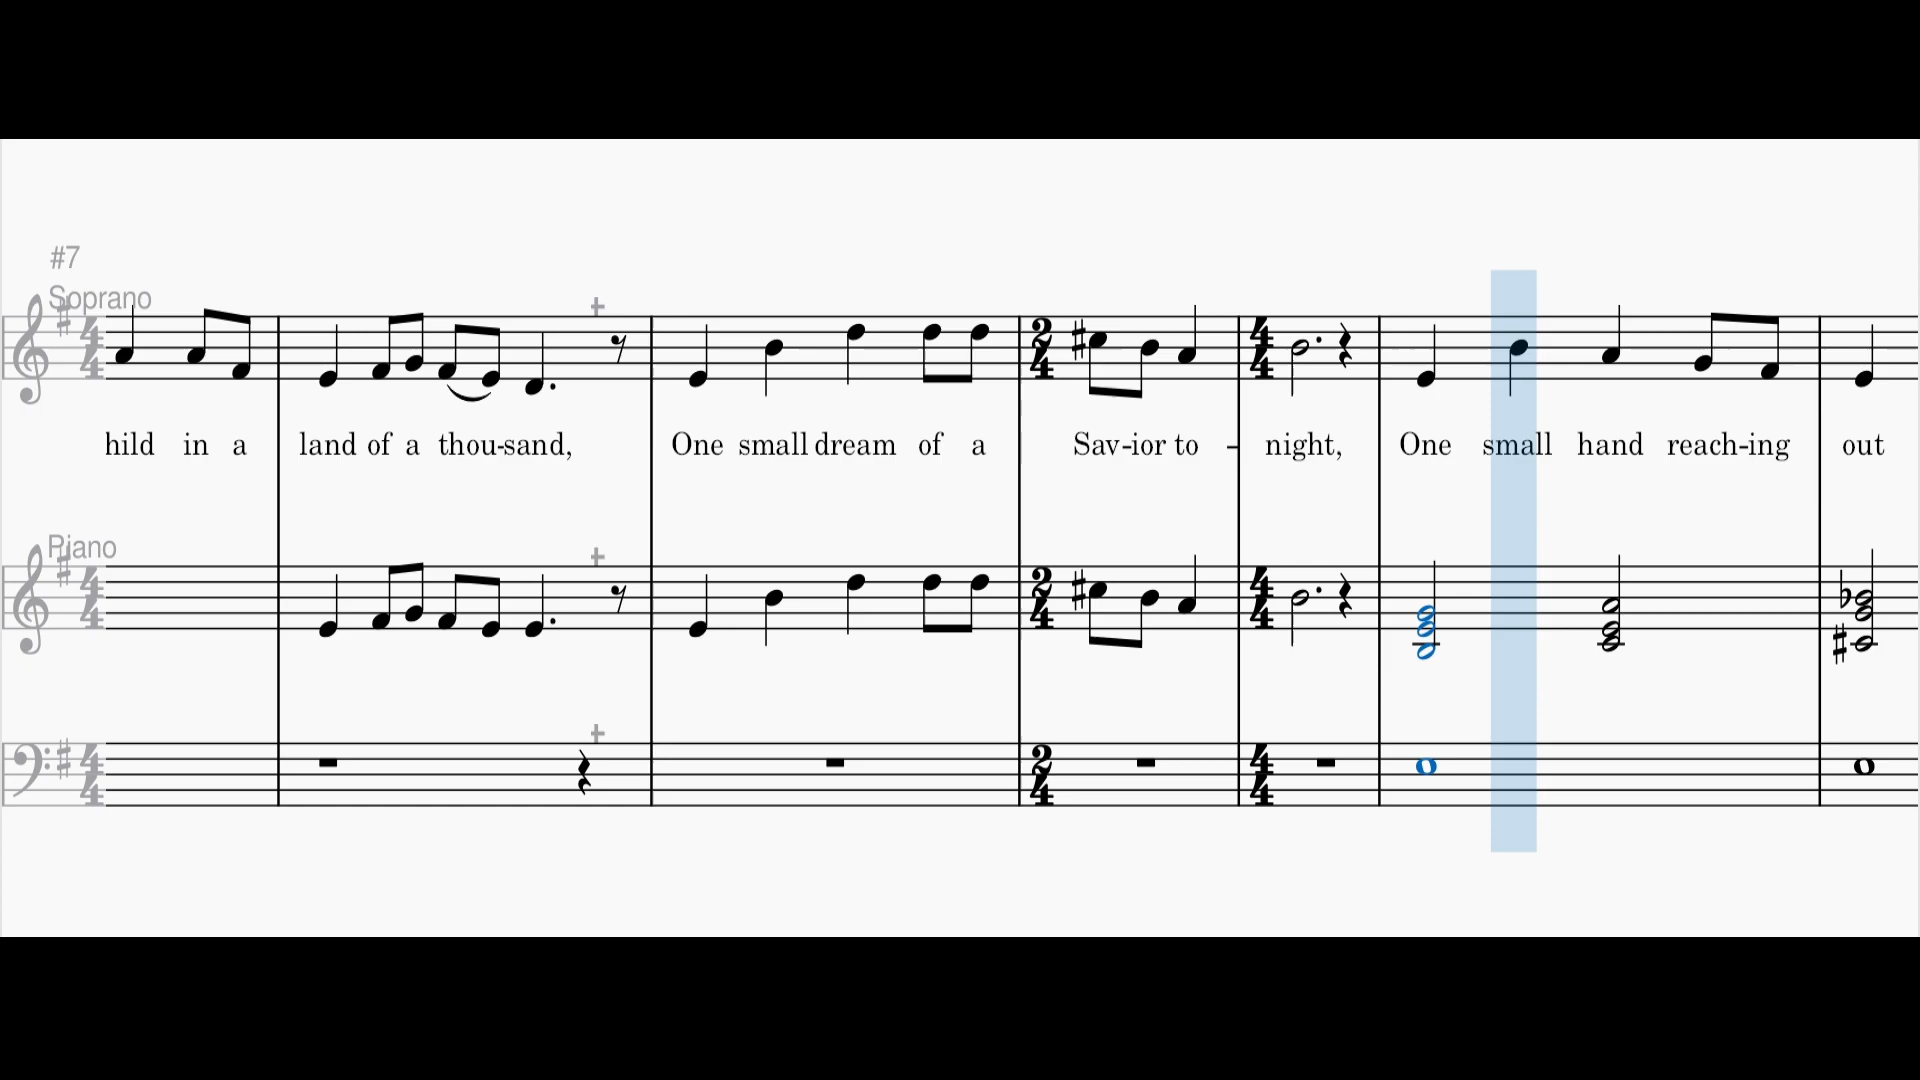 #7
Soprano
hild in a land of a thou-sand, One small dream of a Sav-ior to - night, One small hand reach-ing out
Piano